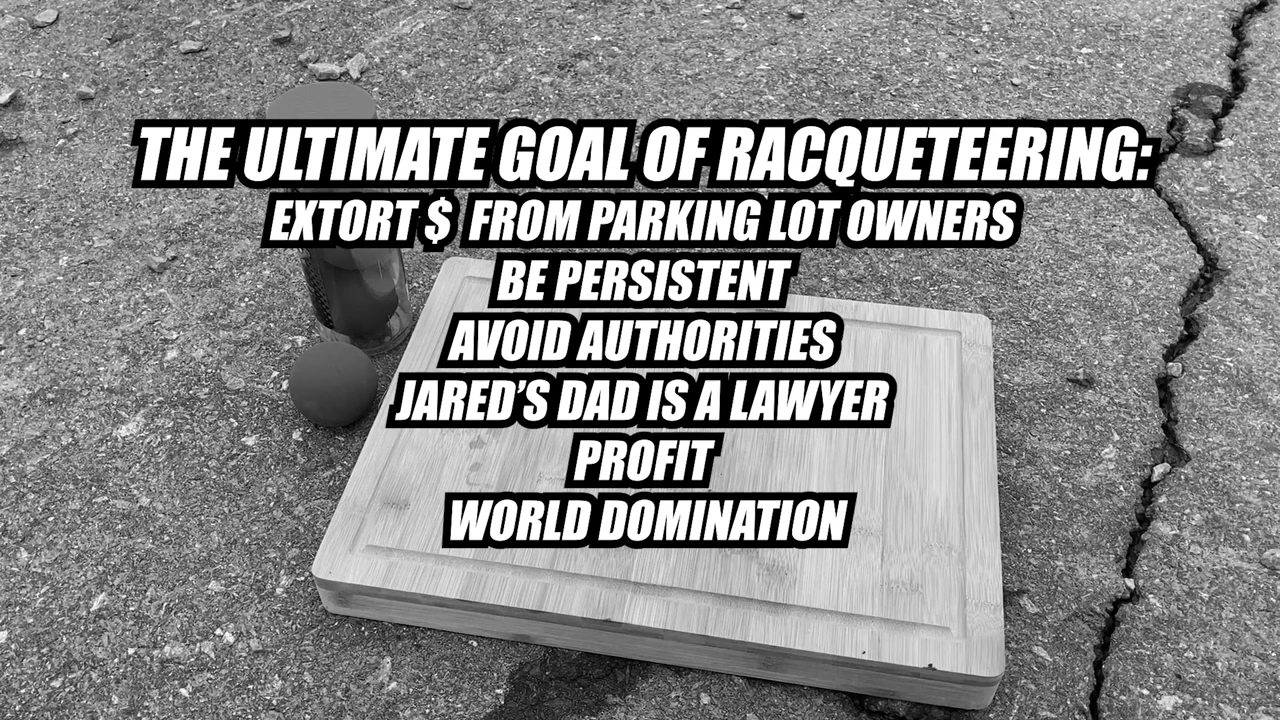 THE ULTIMATE GOAL OF RACQUETEERING:
EXTORT $ FROM PARKING LOT OWNERS
BE PERSISTENT
AVOID AUTHORITIES
JARED'S DAD IS A LAWYER
PROFIT
WORLD DOMINATION